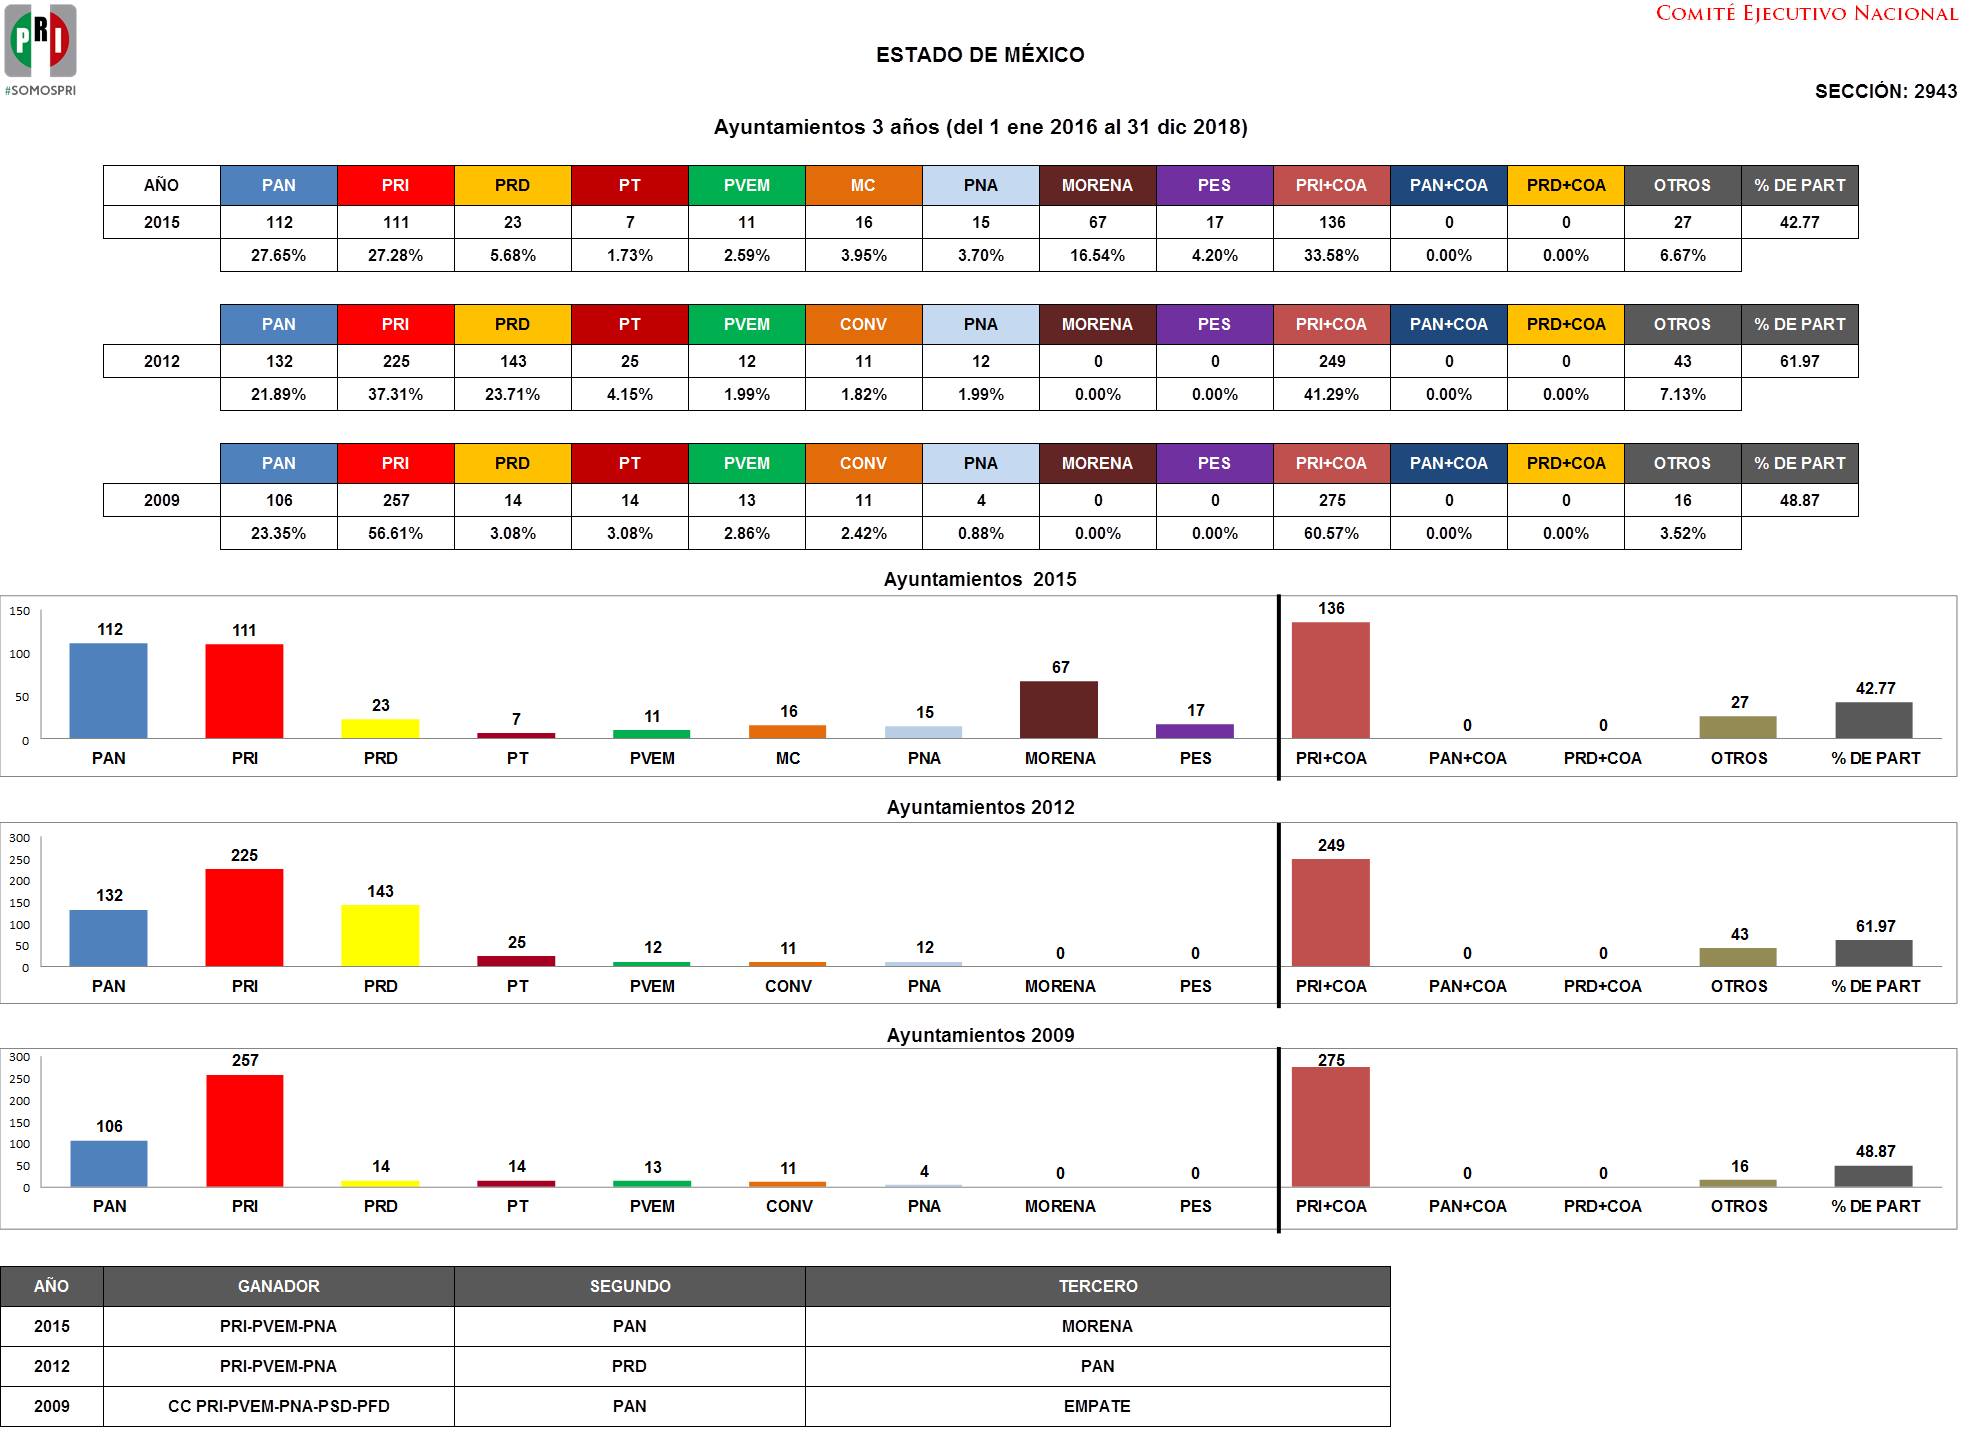 PRI
#SOMOSPRI
COMITÉ EJECUTIVO NACIONAL
ESTADO DE MÉXICO
SECCIÓN: 2943
Ayuntamientos 3 años (del 1 ene 2016 al 31 dic 2018)
AÑO PAN PRI PRD PT PVEM MC PNA MORENA PES PRI+COA PAN+COA PRD+COA OTROS % DE PART
2015 112 111 23 7 11 16 15 67 17 136 0 0 27 42.77
27.65% 27.28% 5.68% 1.73% 2.59% 3.95% 3.70% 16.54% 4.20% 33.58% 0.00% 0.00% 6.67%
PAN PRI PRD PT PVEM CONV PNA MORENA PES PRI+COA PAN+COA PRD+COA OTROS % DE PART
2012 132 225 143 25 12 11 12 0 0 249 0 0 43 61.97
21.89% 37.31% 23.71% 4.15% 1.99% 1.82% 1.99% 0.00% 0.00% 41.29% 0.00% 0.00% 7.13%
PAN PRI PRD PT PVEM CONV PNA MORENA PES PRI+COA PAN+COA PRD+COA OTROS % DE PART
2009 106 257 14 14 13 11 4 0 0 275 0 0 16 48.87
23.35% 56.61% 3.08% 3.08% 2.86% 2.42% 0.88% 0.00% 0.00% 60.57% 0.00% 0.00% 3.52%
Ayuntamientos 2015
150
100
50
0
112 111 23 7 11 16 15 67 17 136 0 0 27 42.77
PAN PRI PRD PT PVEM MC PNA MORENA PES PRI+COA PAN+COA PRD+COA OTROS % DE PART
Ayuntamientos 2012
300
250
200
150
100
50
0
132 225 143 25 12 11 12 0 0 249 0 0 43 61.97
PAN PRI PRD PT PVEM CONV PNA MORENA PES PRI+COA PAN+COA PRD+COA OTROS % DE PART
Ayuntamientos 2009
300
250
200
150
100
50
0
106 257 14 14 13 11 4 0 0 275 0 0 16 48.87
PAN PRI PRD PT PVEM CONV PNA MORENA PES PRI+COA PAN+COA PRD+COA OTROS % DE PART
AÑO GANADOR SEGUNDO TERCERO
2015 PRI-PVEM-PNA PAN MORENA
2012 PRI-PVEM-PNA PRD PAN
2009 CC PRI-PVEM-PNA-PSD-PFD PAN EMPATE